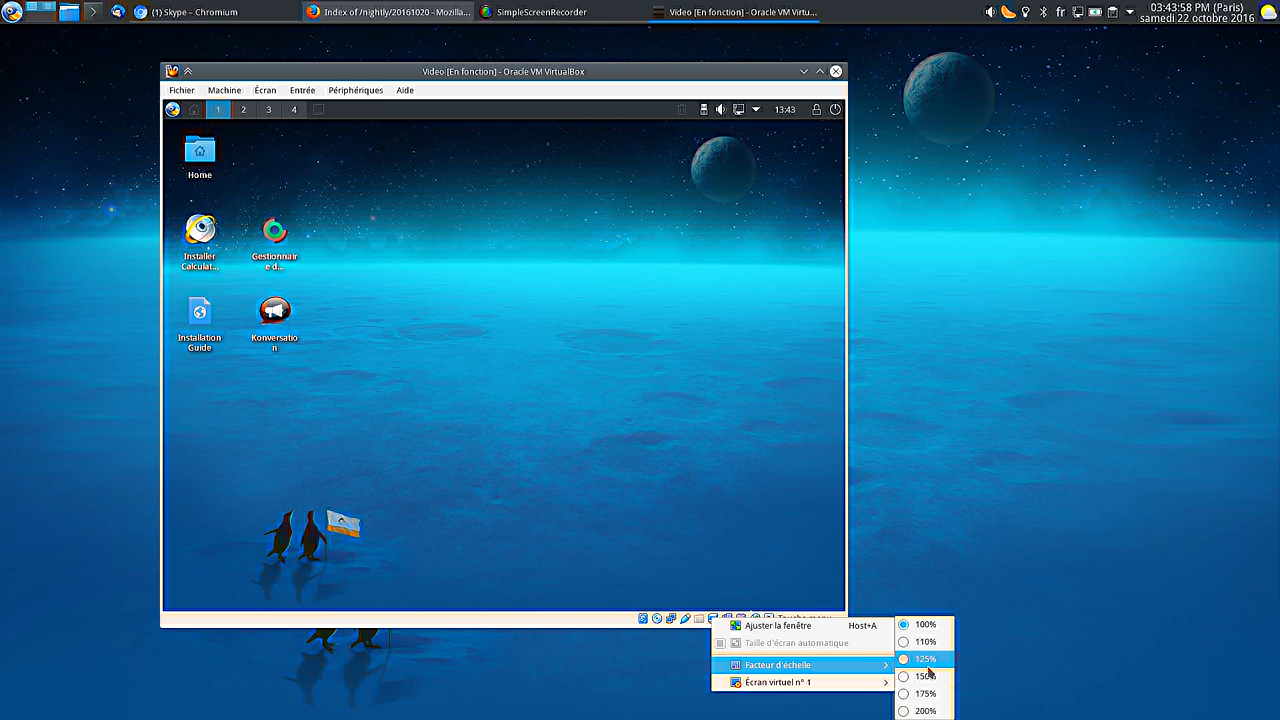 (1) Skype – Chromium
Index of /nightly/20161020 - Mozilla...
SimpleScreenRecorder
Video [En fonction] - Oracle VM Virtu...
fr
03:43:58 PM (Paris)
samedi 22 octobre 2016
Video [En fonction] - Oracle VM VirtualBox
Fichier Machine Écran Entrée Périphériques Aide
1 2 3 4
13:43
Home
Installer
Calculat...
Gestionnair
e d...
Installation
Guide
Konversatio
n
Ajuster la fenêtre Host+A
Taille d'écran automatique
Facteur d'échelle
Écran virtuel n° 1
100%
110%
125%
150%
175%
200%